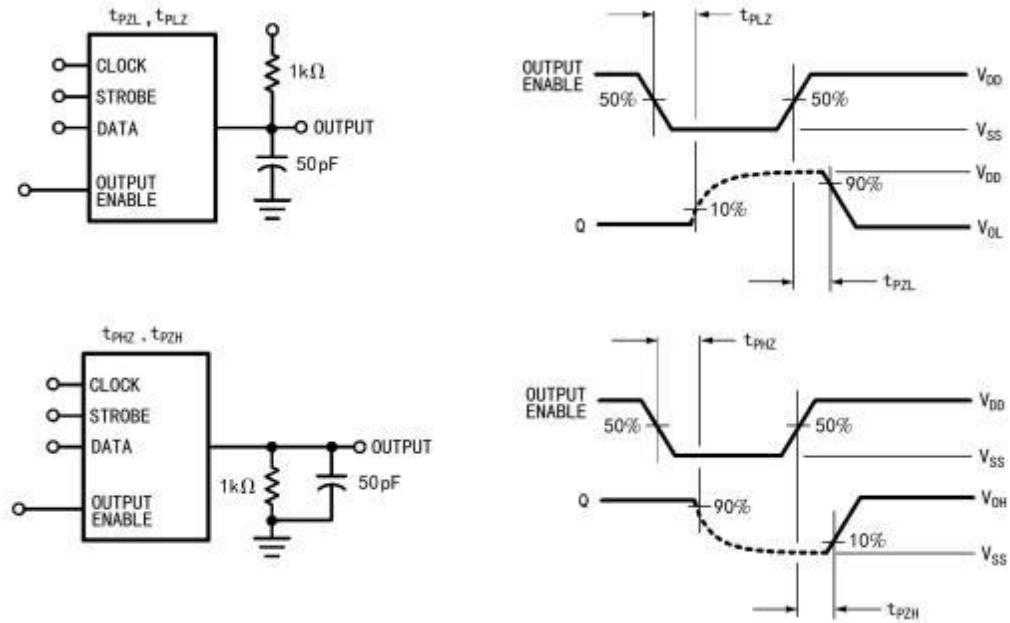 tPZL , tPLZ
CLOCK
STROBE
DATA
OUTPUT
ENABLE
1kΩ
OUTPUT
50pF
tPLZ
OUTPUT
ENABLE
50%
50%
VDD
VSS
VDD
90%
10%
Q
VOL
tPZL
tPHZ , tPZH
CLOCK
STROBE
DATA
OUTPUT
ENABLE
OUTPUT
1kΩ
50pF
tPHZ
OUTPUT
ENABLE
50%
50%
VDD
VSS
Q
90%
VOH
10%
VSS
tPZH